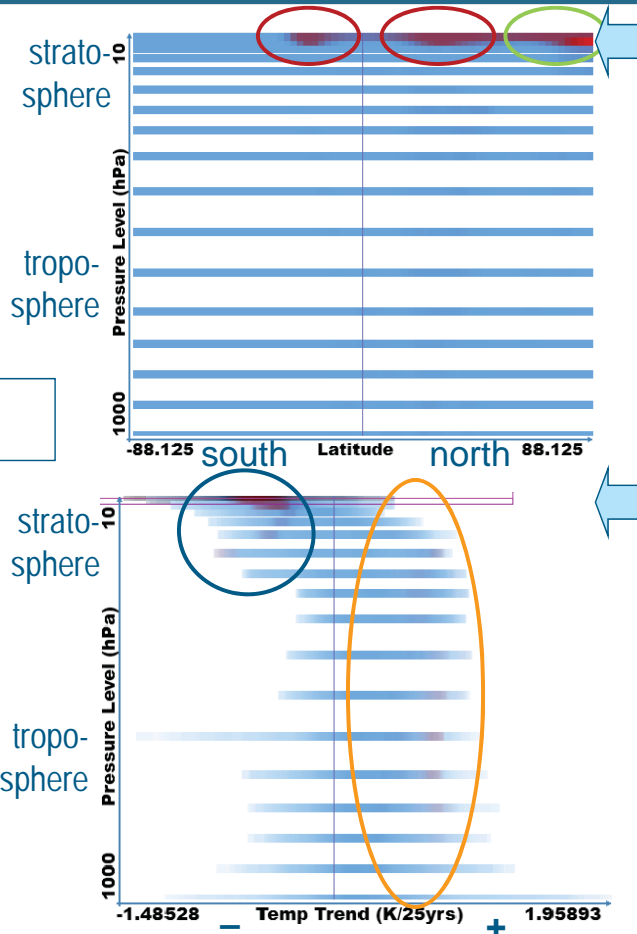 strato-
sphere
10
tropo-
sphere
Pressure Level (hPa)
1000
-88.125 Latitude 88.125
south north
strato-
sphere
10
tropo-
sphere
Pressure Level (hPa)
1000
-1.48528 Temp Trend (K/25yrs) 1.95893
– +